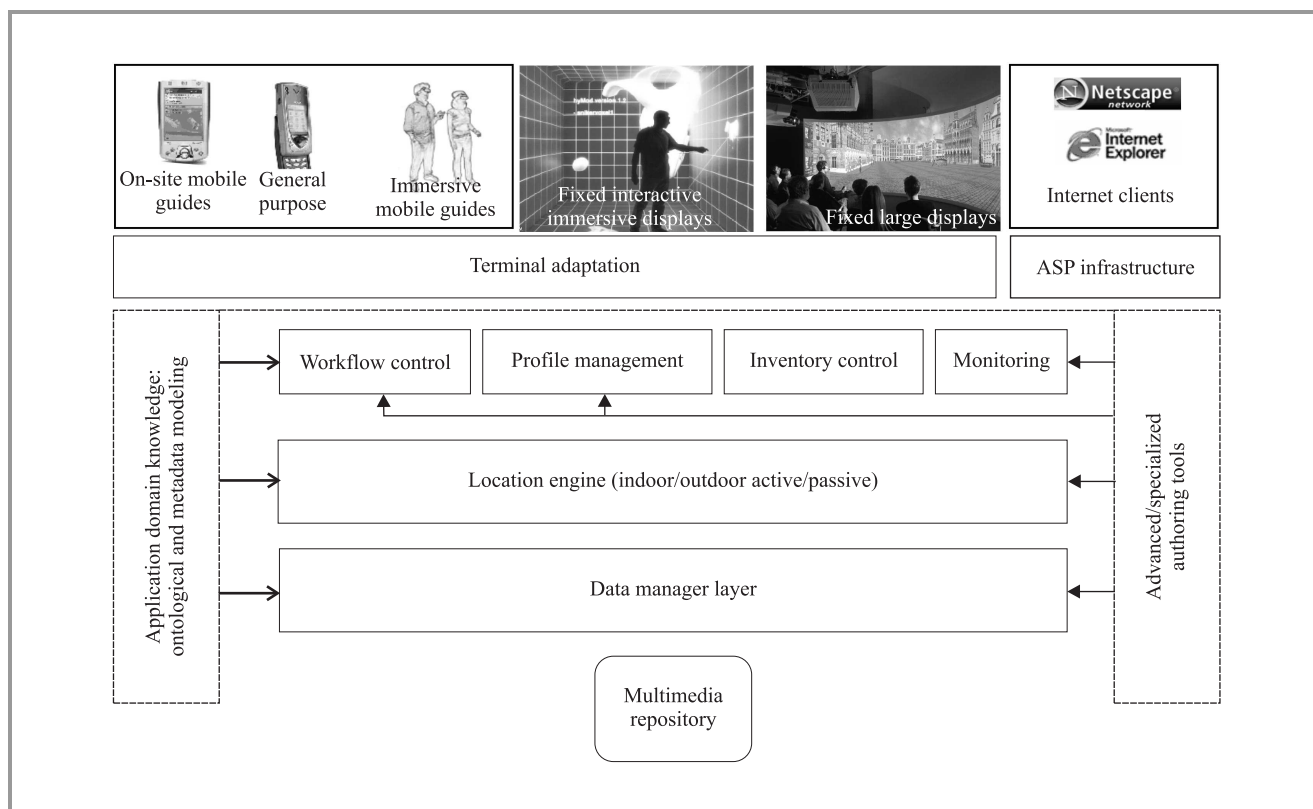 Netscape
network
Microsoft
Internet
Explorer
On-site mobile
guides
General
purpose
Immersive
mobile guides
Fixed interactive
immersive displays
Fixed large displays
Internet clients
Terminal adaptation
ASP infrastructure
Application domain knowledge:
ontological and metadata modeling
Workflow control
Profile management
Inventory control
Monitoring
Location engine (indoor/outdoor active/passive)
Data manager layer
Advanced/specialized
authoring tools
Multimedia
repository